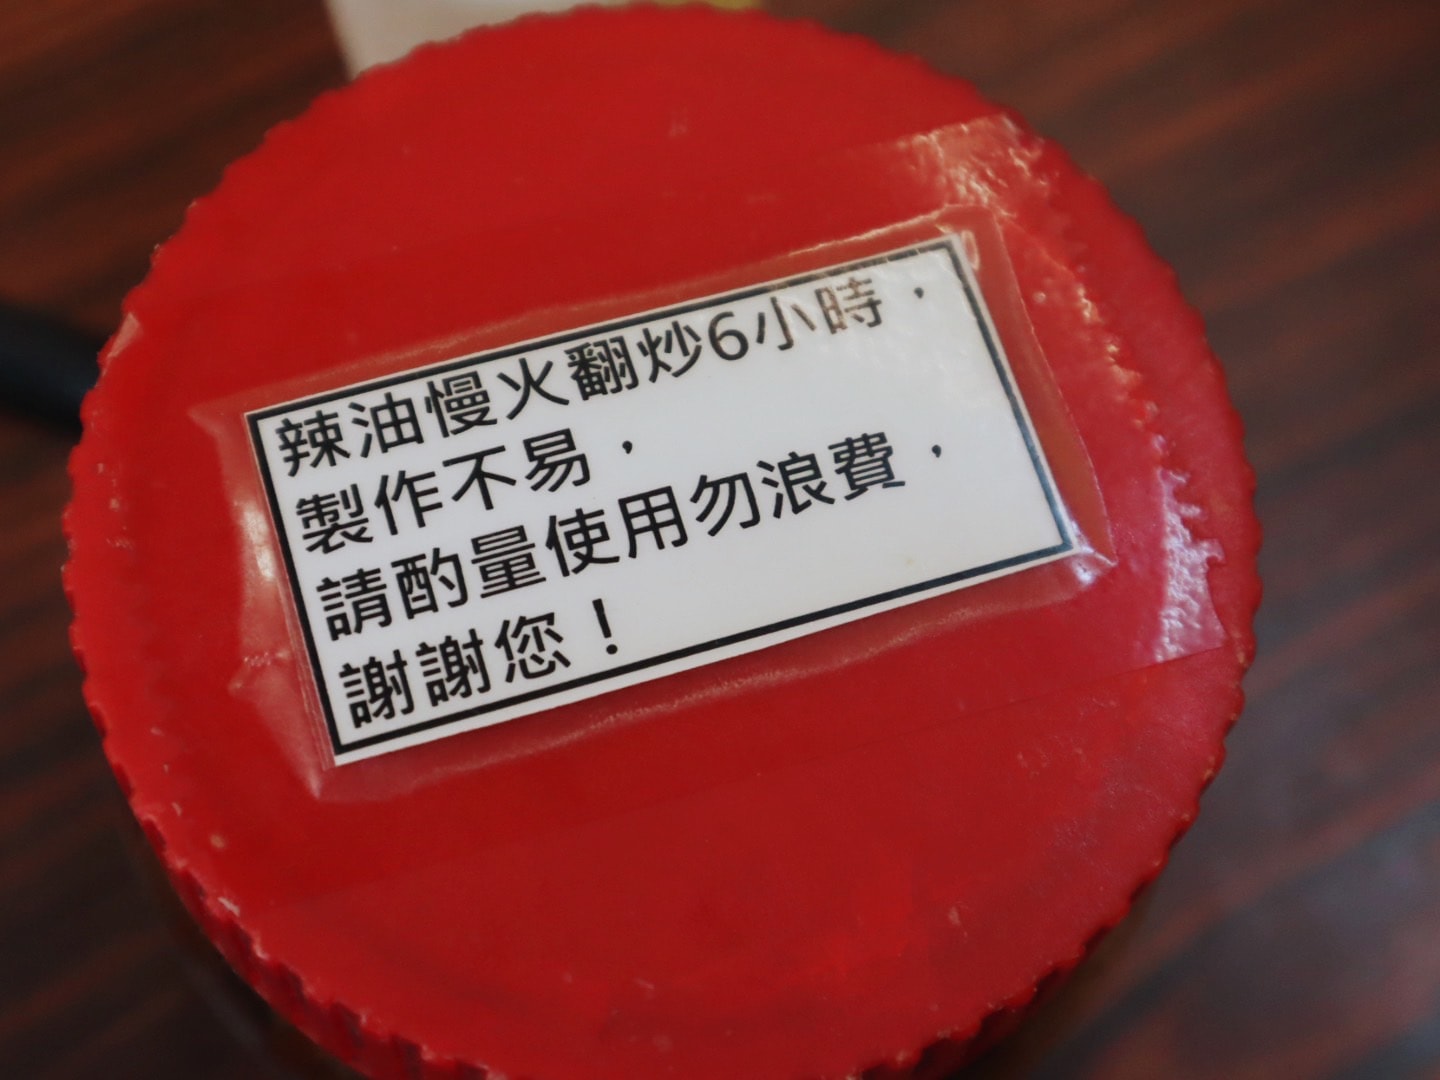 辣油慢火翻炒6小時，
製作不易，
請酌量使用勿浪費，
謝謝您！